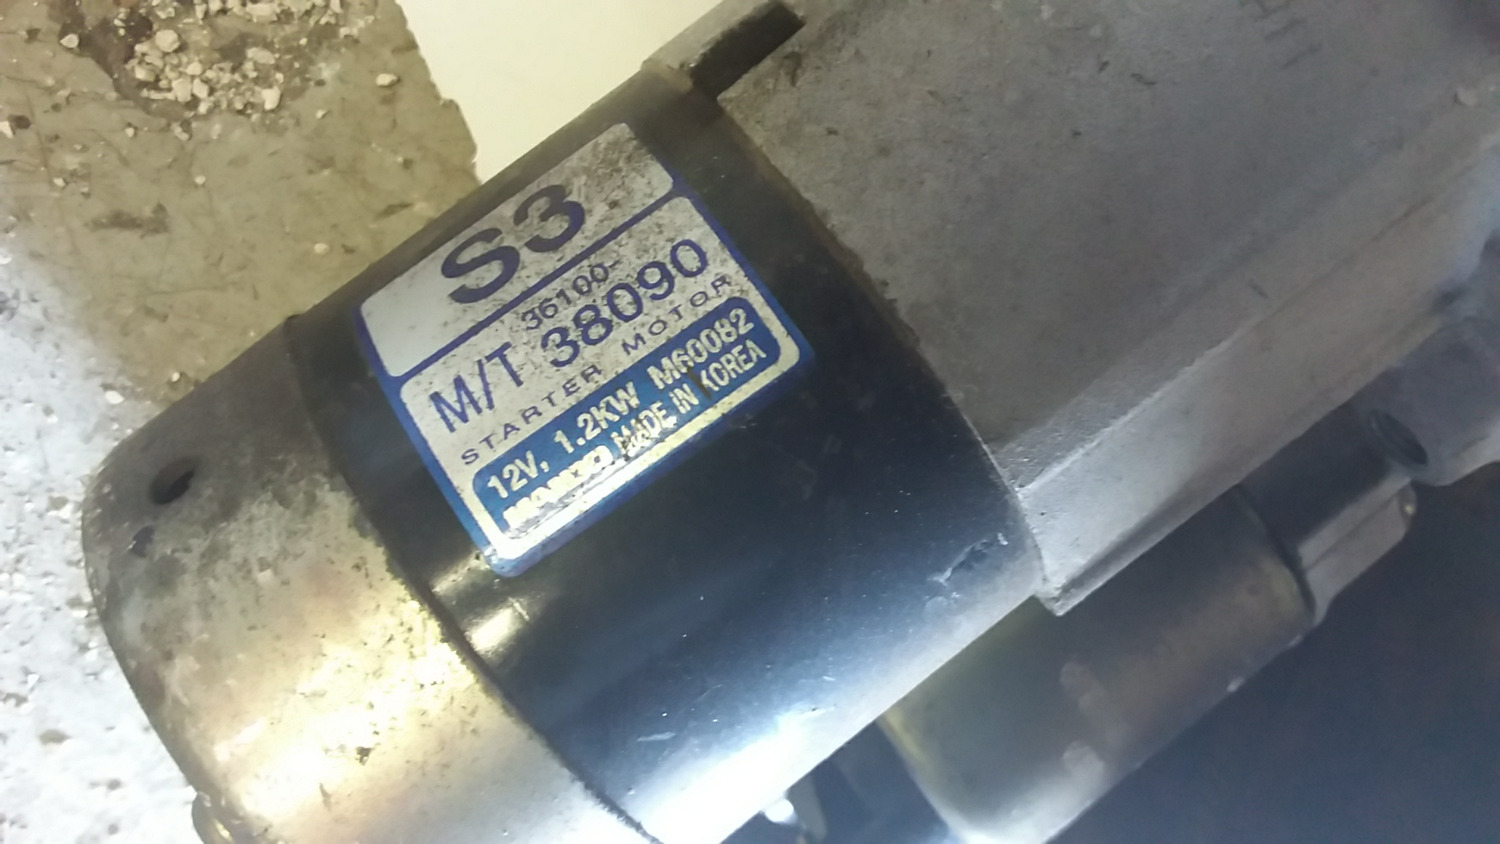 S3
36100-
M/T 38090
STARTER MOTOR
12V, 1.2KW M60082
MADE IN KOREA